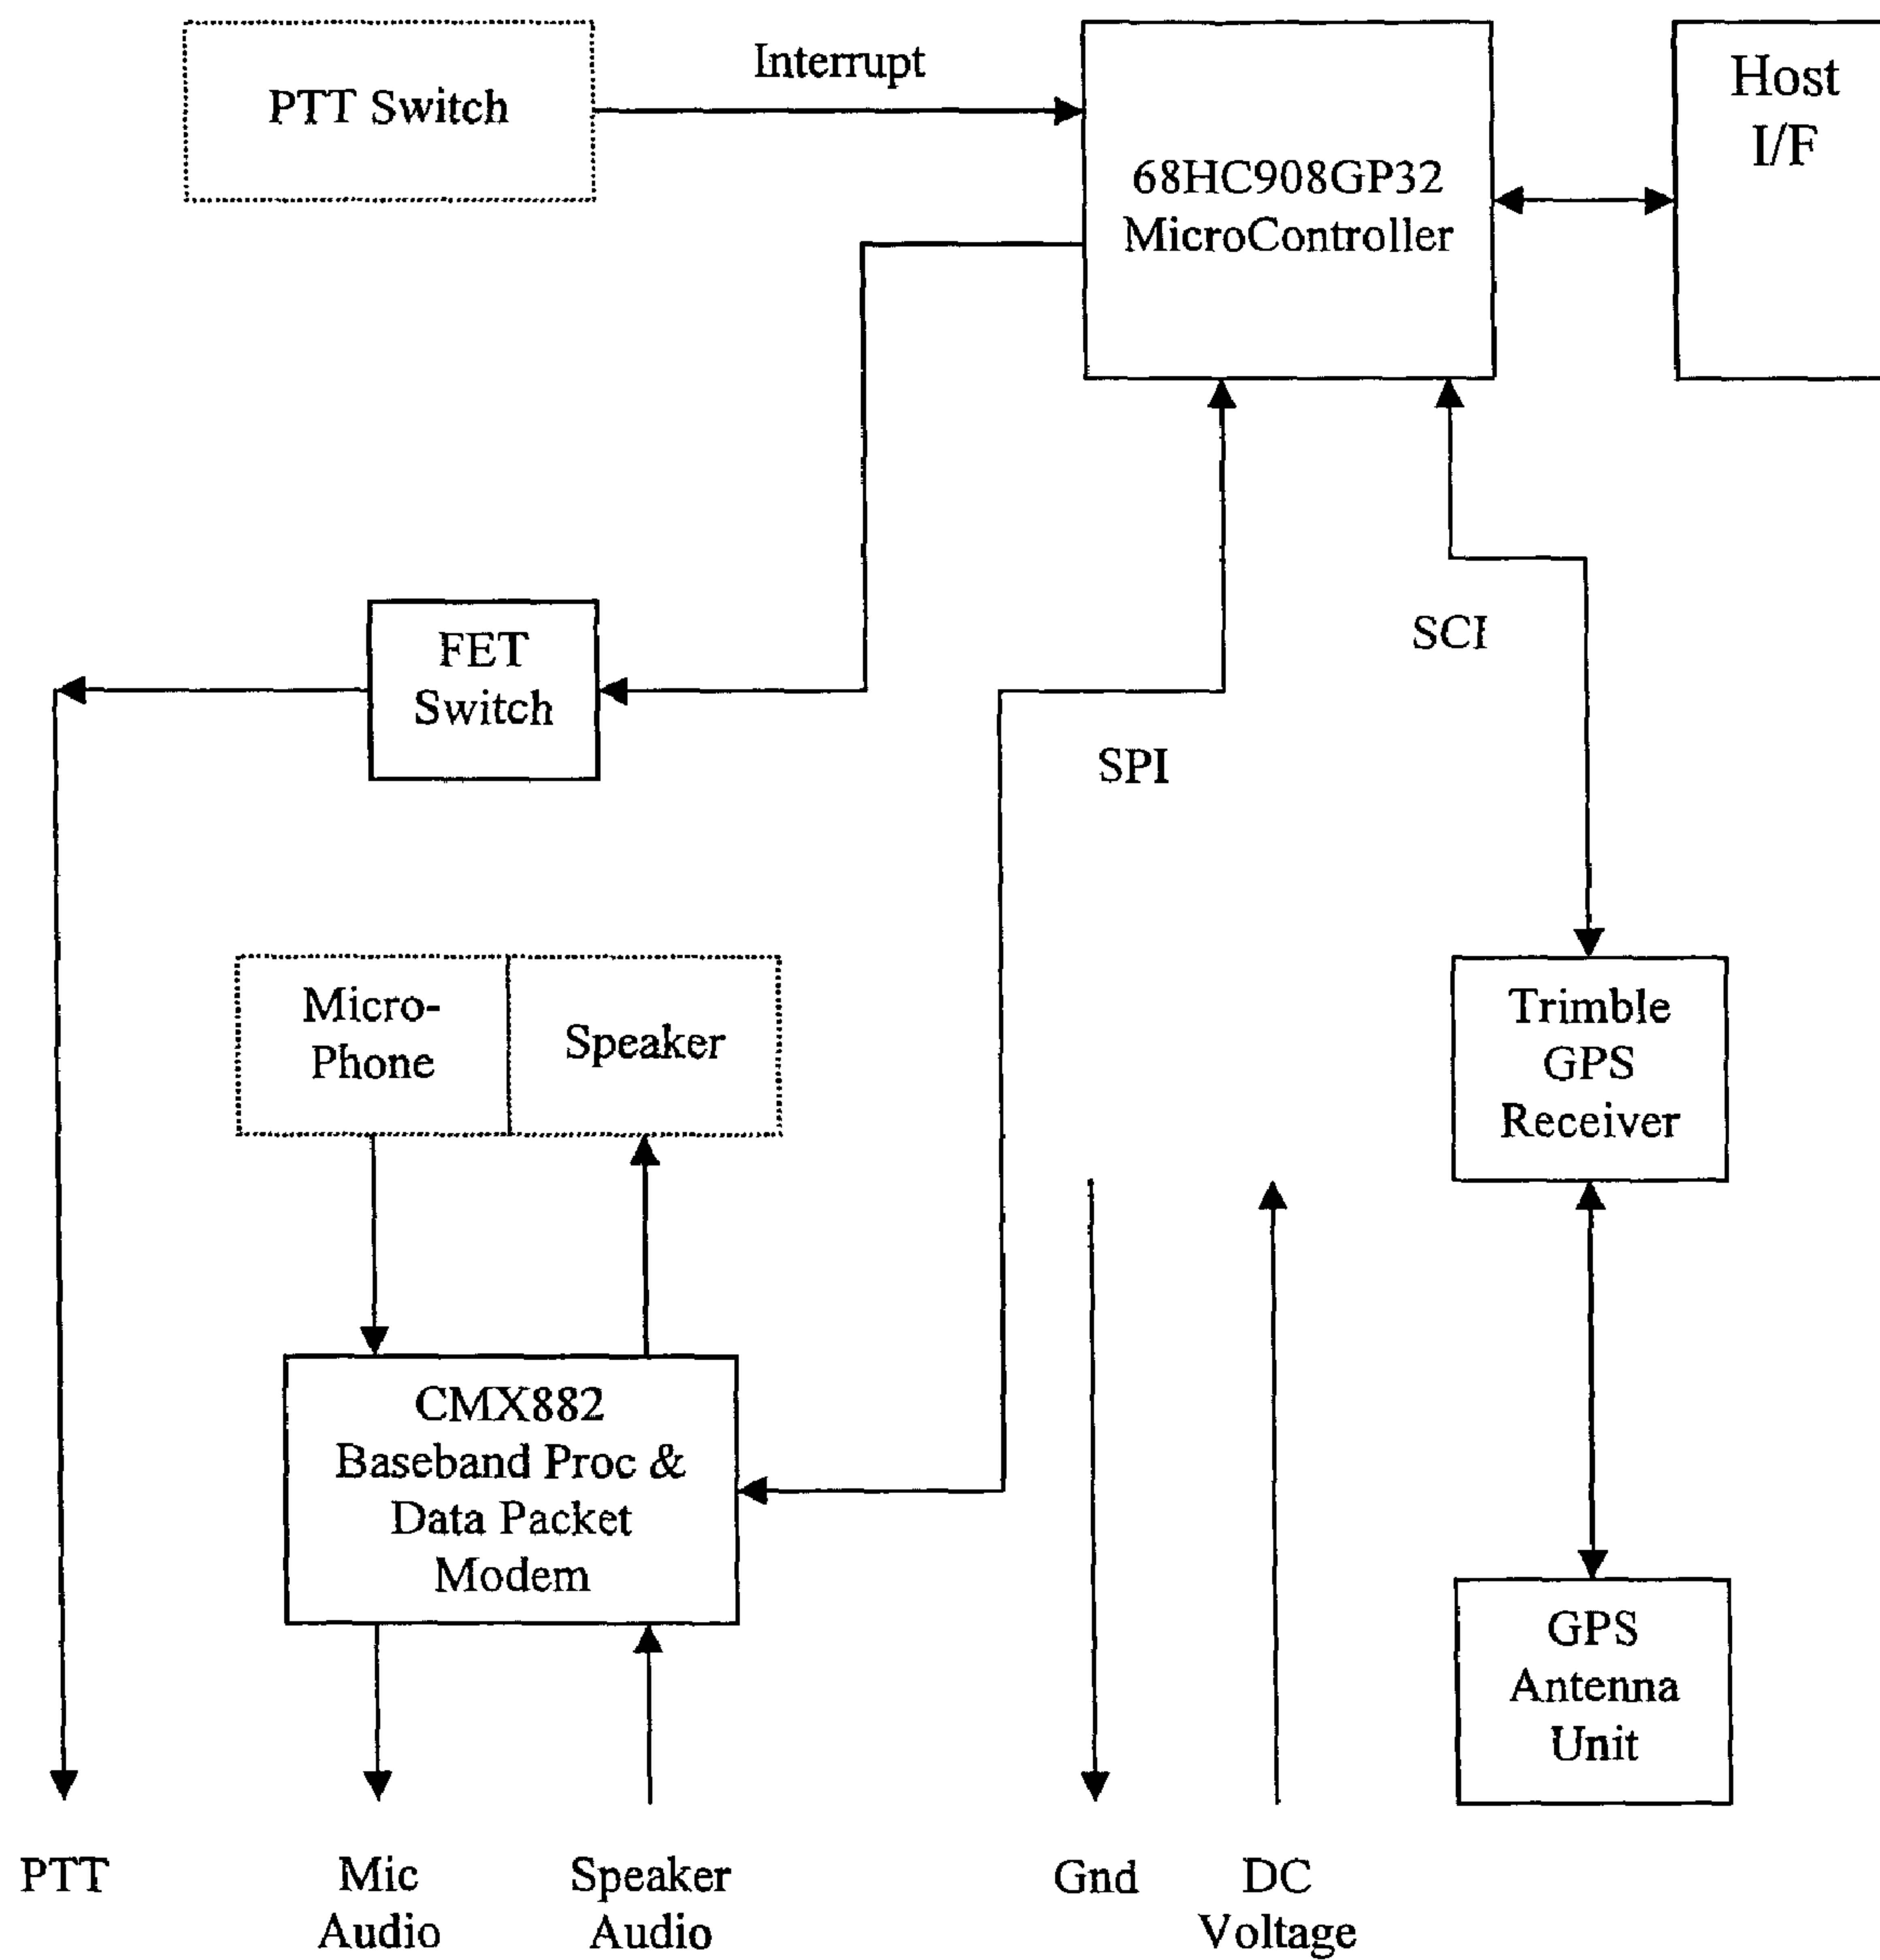 PTT Switch
Interrupt
68HC908GP32
MicroController
Host
I/F
FET
Switch
SCI
SPI
Micro-
Phone
Speaker
Trimble
GPS
Receiver
CMX882
Baseband Proc &
Data Packet
Modem
GPS
Antenna
Unit
PTT
Mic
Audio
Speaker
Audio
Gnd
DC
Voltage